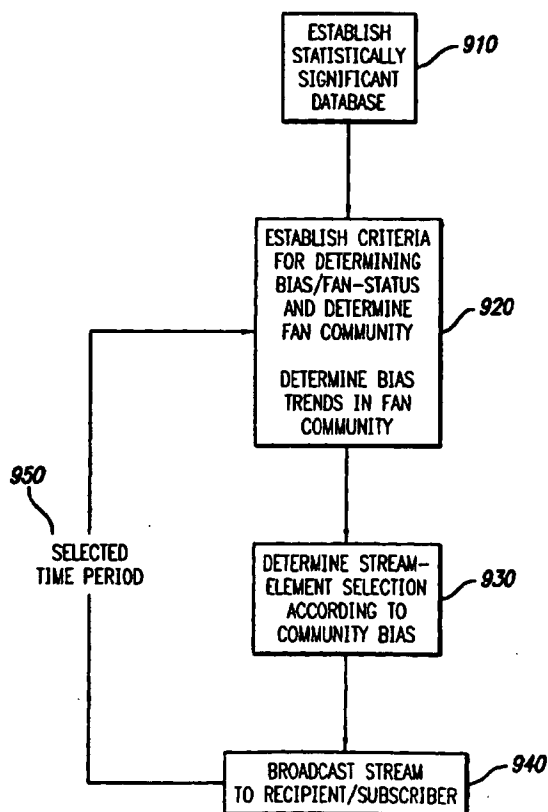 ESTABLISH
STATISTICALLY
SIGNIFICANT
DATABASE
910
ESTABLISH CRITERIA
FOR DETERMINING
BIAS/FAN-STATUS
AND DETERMINE
FAN COMMUNITY
DETERMINE BIAS
TRENDS IN FAN
COMMUNITY
920
950
SELECTED
TIME PERIOD
DETERMINE STREAM-
ELEMENT SELECTION
ACCORDING TO
COMMUNITY BIAS
930
BROADCAST STREAM
TO RECIPIENT/SUBSCRIBER
940